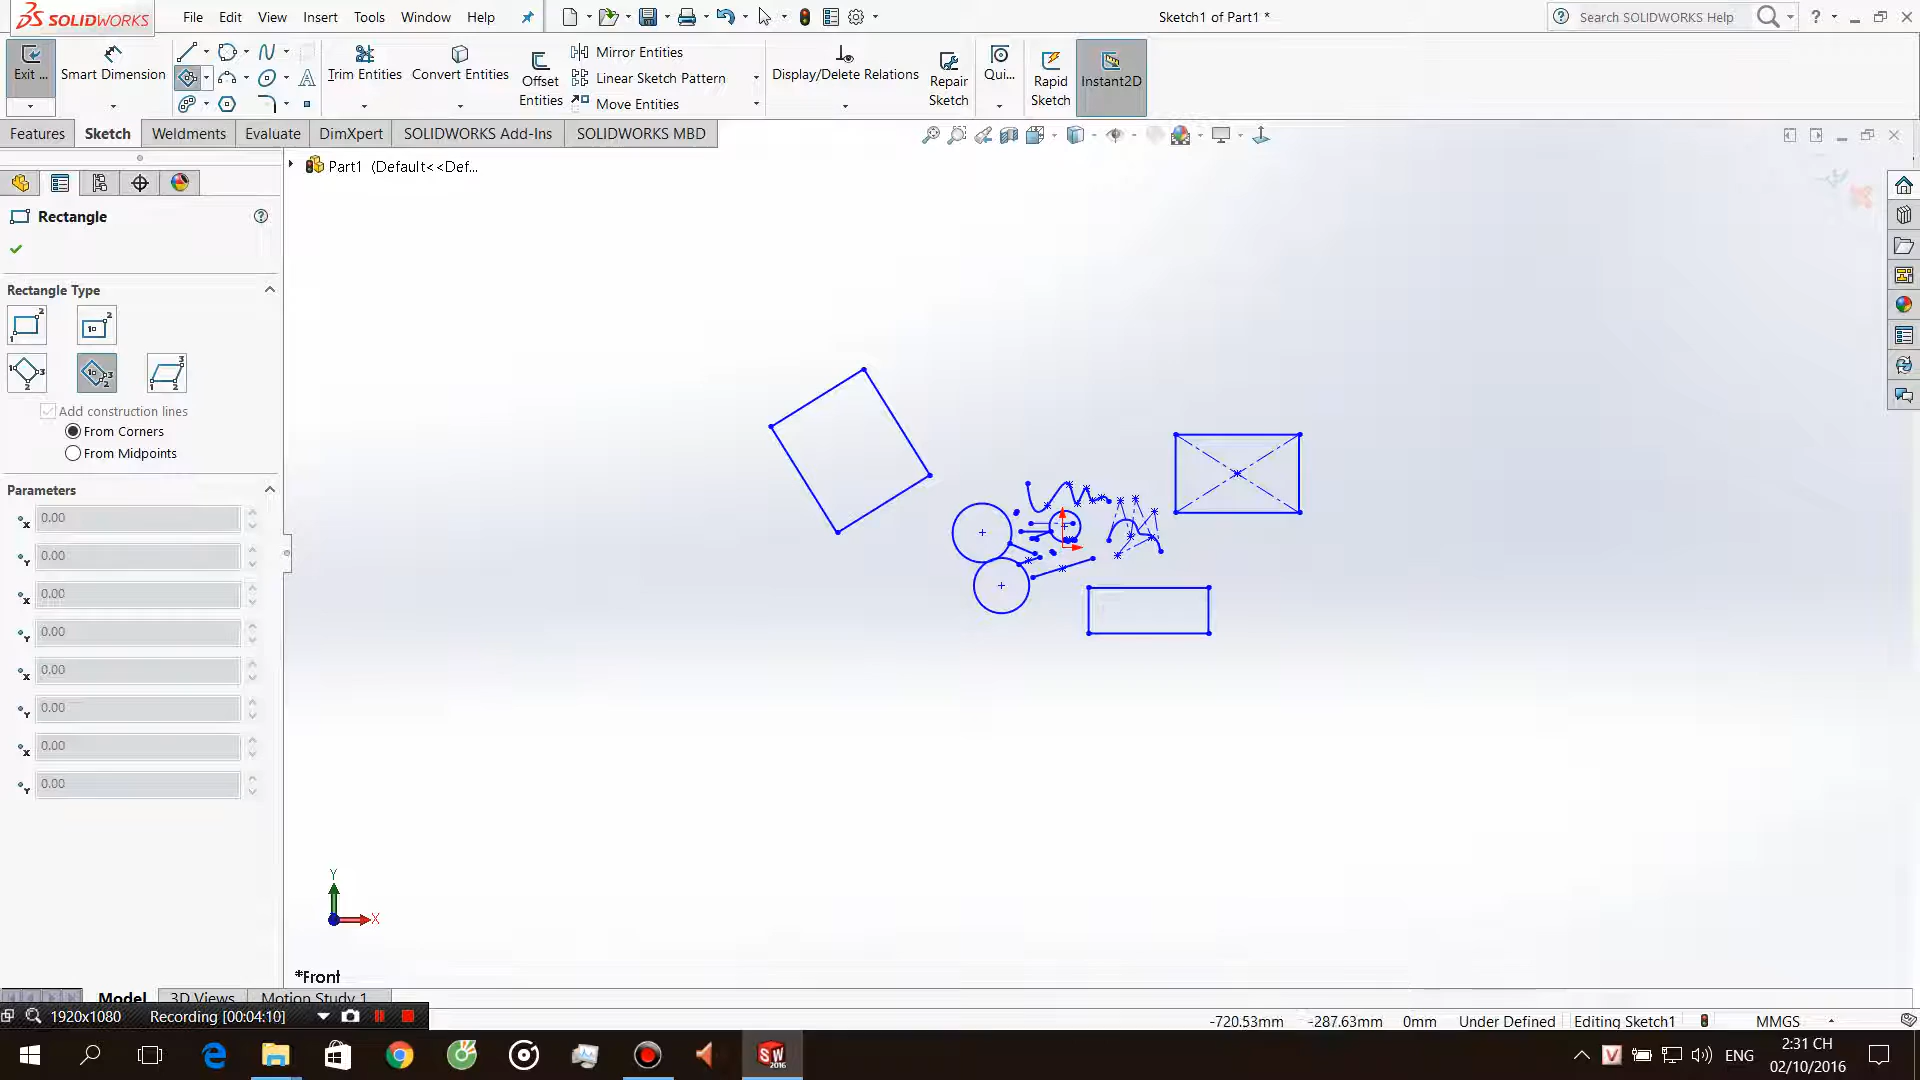 SOLIDWORKS File Edit View Insert Tools Window Help Sketch1 of Part1 * Search SOLIDWORKS Help ?
Exit ... Smart Dimension Trim Entities Convert Entities Offset Entities Mirror Entities Linear Sketch Pattern Move Entities Display/Delete Relations Repair Sketch Qui... Rapid Sketch Instant2D
Features Sketch Weldments Evaluate DimXpert SOLIDWORKS Add-Ins SOLIDWORKS MBD
Part1 (Default<<Def...
Rectangle
Rectangle Type
Add construction lines
From Corners
From Midpoints
Parameters
0.00
0.00
0.00
0.00
0.00
0.00
0.00
0.00
Y
X
*Front
Model 3D Views Motion Study 1
1920x1080 Recording [00:04:10]
-720.53mm -287.63mm 0mm Under Defined Editing Sketch1 MMGS
SW 2016 ENG 2:31 CH
02/10/2016